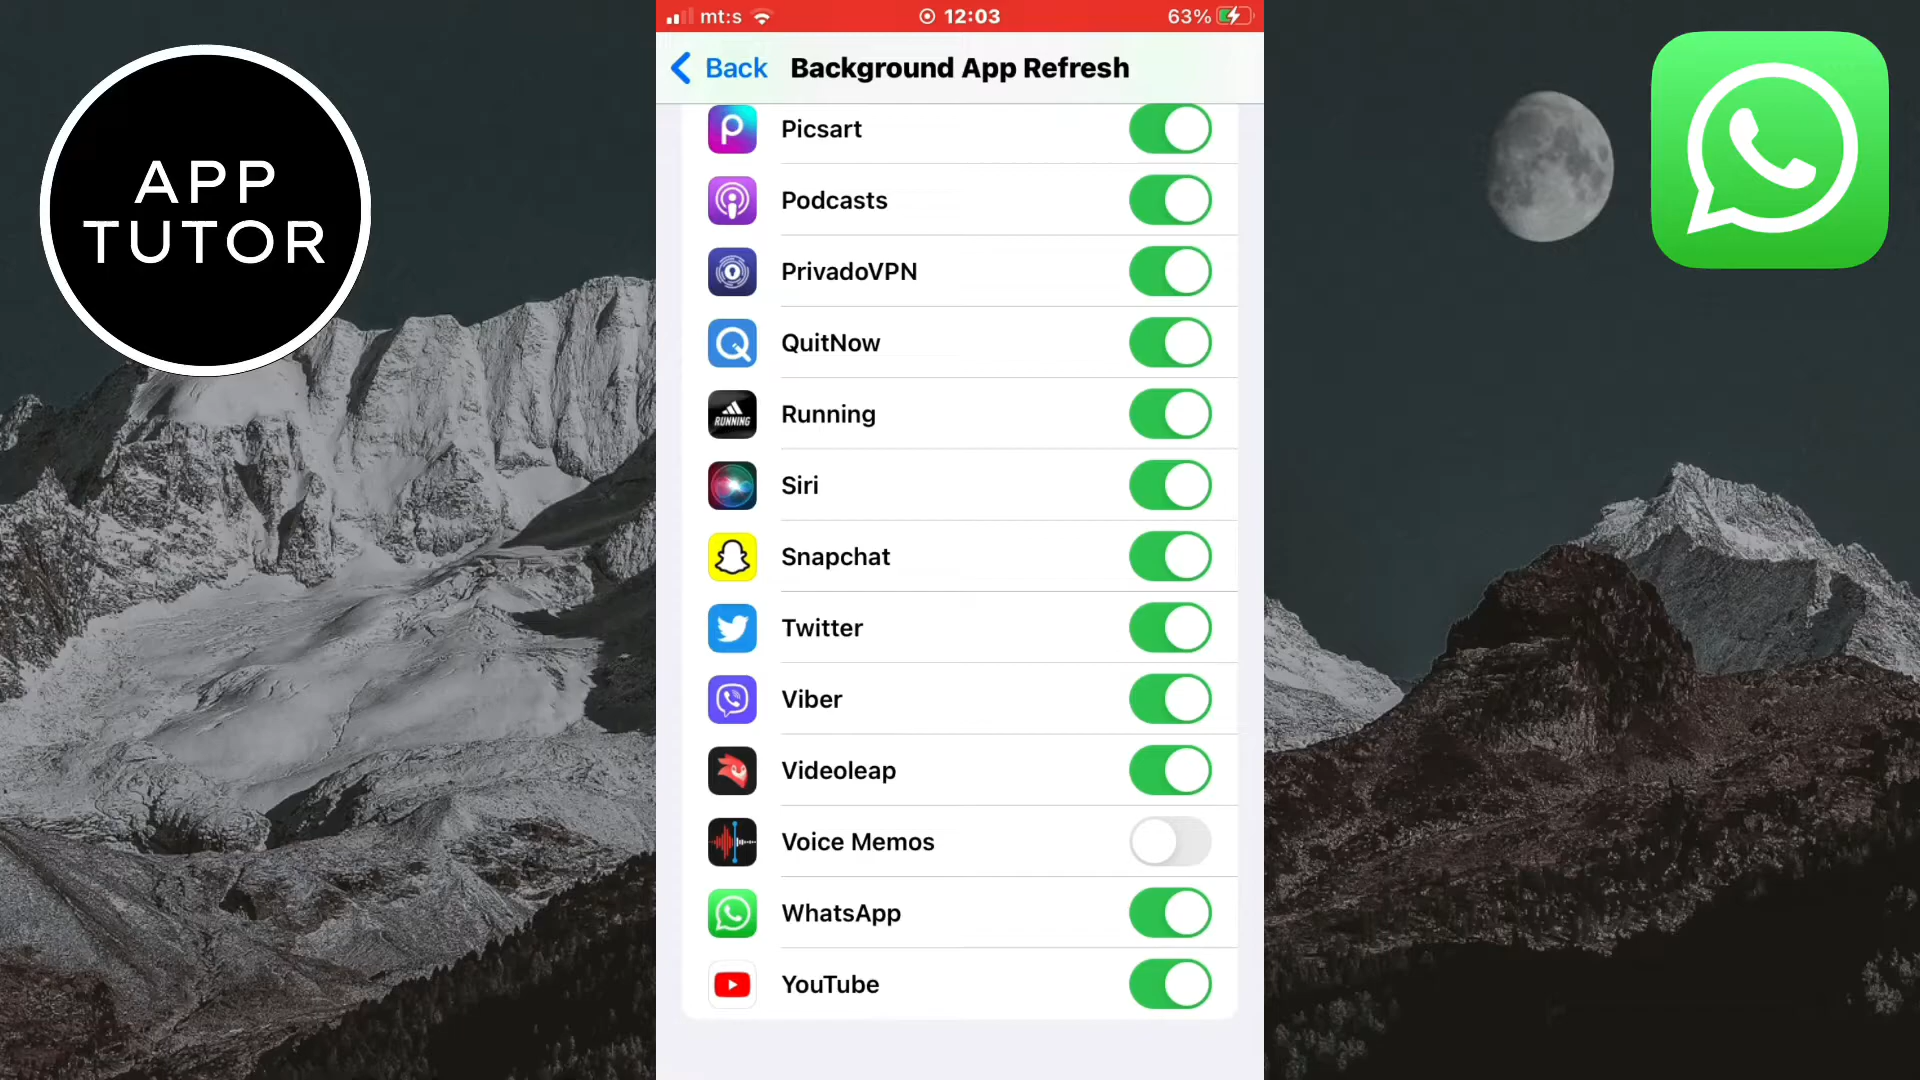 APP
TUTOR
mt:s
12:03
63%
Back
Background App Refresh
Picsart
Podcasts
PrivadoVPN
QuitNow
RUNNING
Running
Siri
Snapchat
Twitter
Viber
Videoleap
Voice Memos
WhatsApp
YouTube